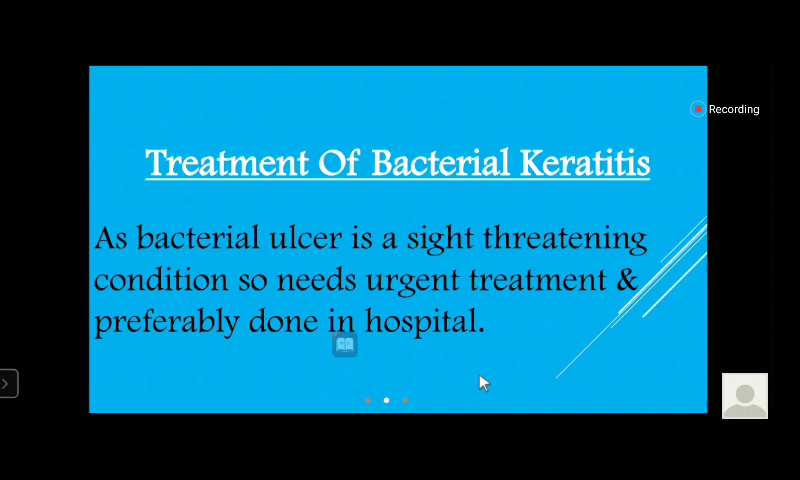 Recording
Treatment Of Bacterial Keratitis
As bacterial ulcer is a sight threatening
condition so needs urgent treatment &
preferably done in hospital.